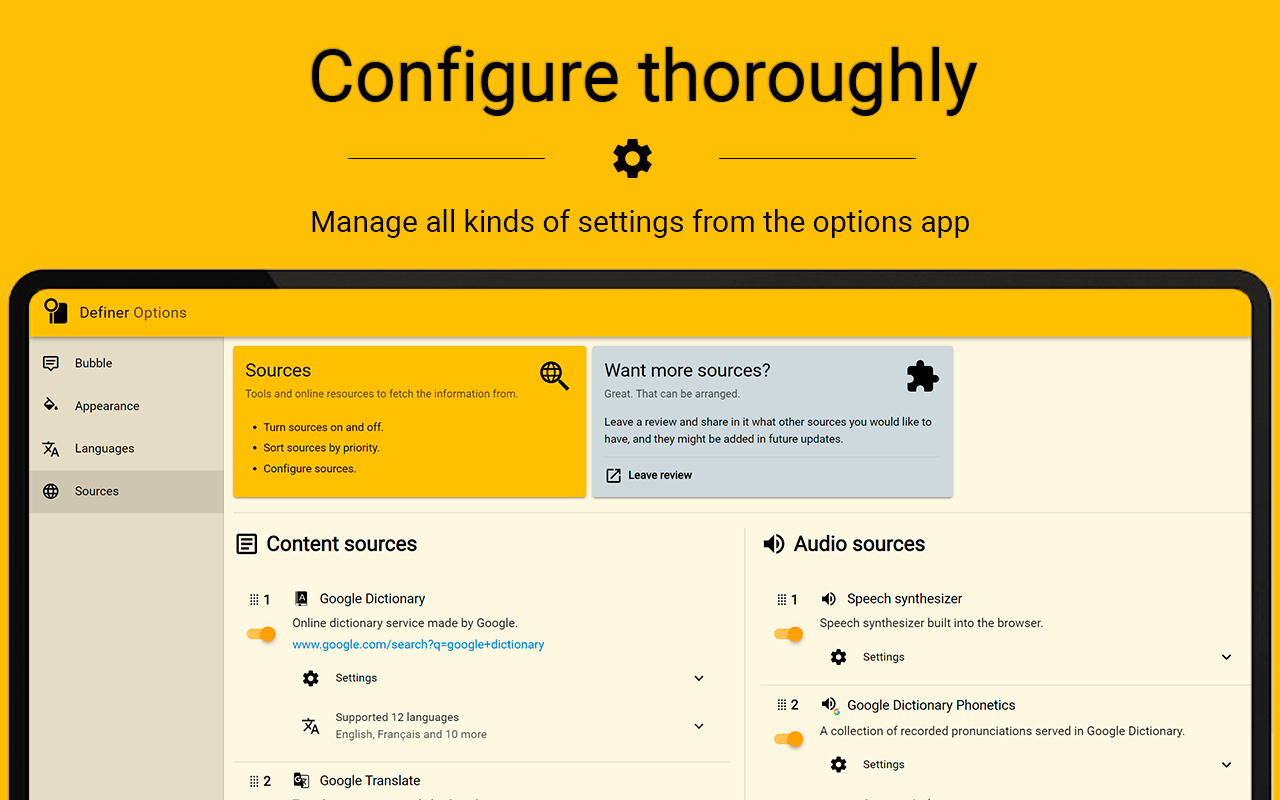 Configure thoroughly
Manage all kinds of settings from the options app
Definer Options
Bubble
Appearance
Languages
Sources
Sources
Tools and online resources to fetch the information from.
• Turn sources on and off.
• Sort sources by priority.
• Configure sources.
Want more sources?
Great. That can be arranged.
Leave a review and share in it what other sources you would like to
have, and they might be added in future updates.
Leave review
Content sources
1 Google Dictionary
Online dictionary service made by Google.
www.google.com/search?q=google+dictionary
Settings
Supported 12 languages
English, Français and 10 more
2 Google Translate
Audio sources
1 Speech synthesizer
Speech synthesizer built into the browser.
Settings
2 Google Dictionary Phonetics
A collection of recorded pronunciations served in Google Dictionary.
Settings